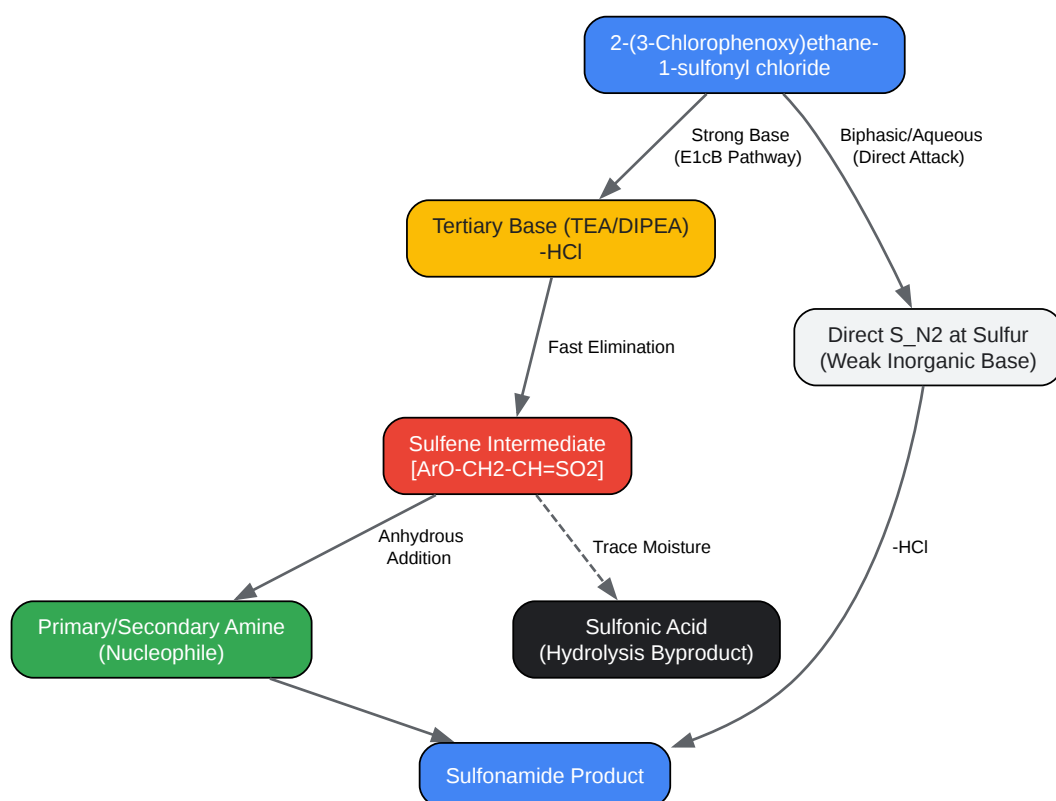 2-(3-Chlorophenoxy)ethane-
1-sulfonyl chloride
Strong Base
(E1cB Pathway)
Biphasic/Aqueous
(Direct Attack)
Tertiary Base (TEA/DIPEA)
-HCl
Direct S_N2 at Sulfur
(Weak Inorganic Base)
Fast Elimination
Sulfene Intermediate
[ArO-CH2-CH=SO2]
Anhydrous
Addition
Trace Moisture
-HCl
Primary/Secondary Amine
(Nucleophile)
Sulfonic Acid
(Hydrolysis Byproduct)
Sulfonamide Product